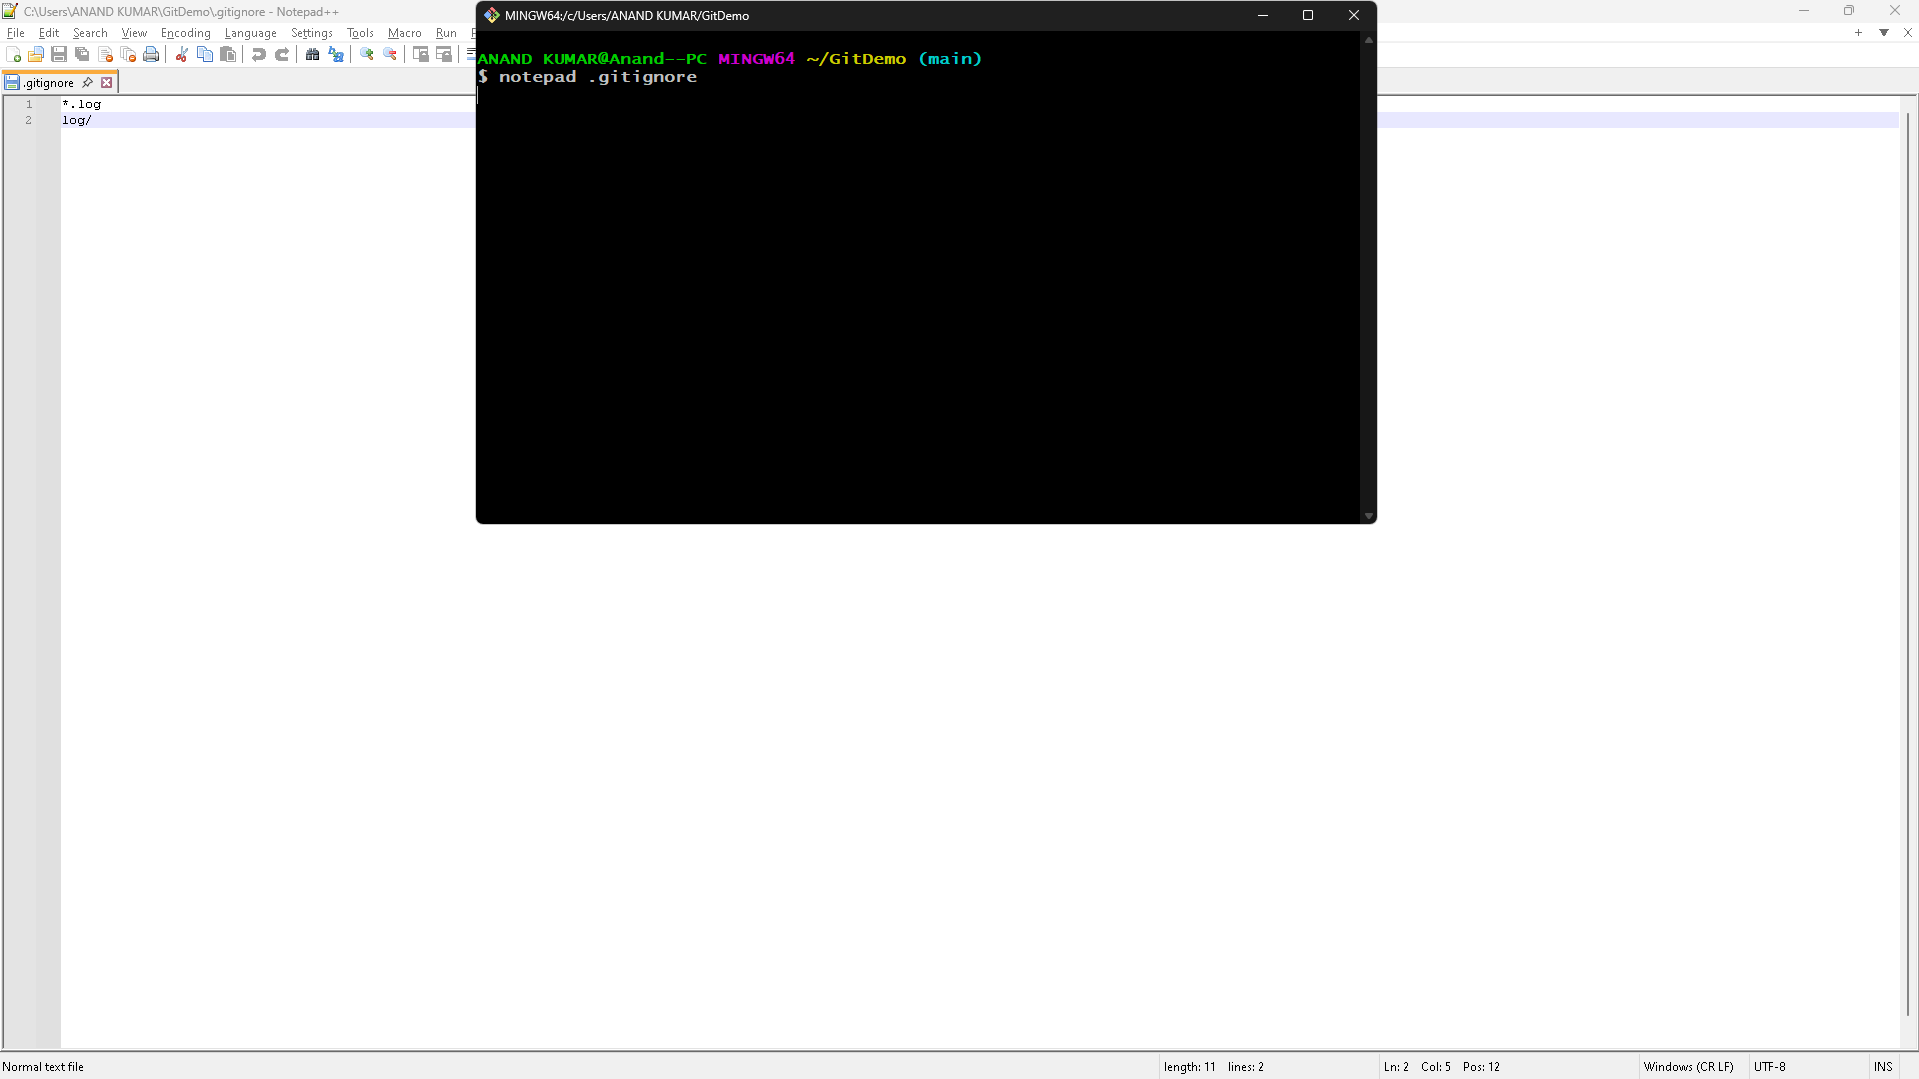 C:\Users\ANAND KUMAR\GitDemo\.gitignore - Notepad++
File Edit Search View Encoding Language Settings Tools Macro Run
.gitignore
1 *.log
2 log/
MINGW64:/c/Users/ANAND KUMAR/GitDemo
ANAND KUMAR@Anand--PC MINGW64 ~/GitDemo (main)
$ notepad .gitignore
Normal text file
length: 11 lines: 2
Ln: 2 Col: 5 Pos: 12
Windows (CR LF)
UTF-8
INS